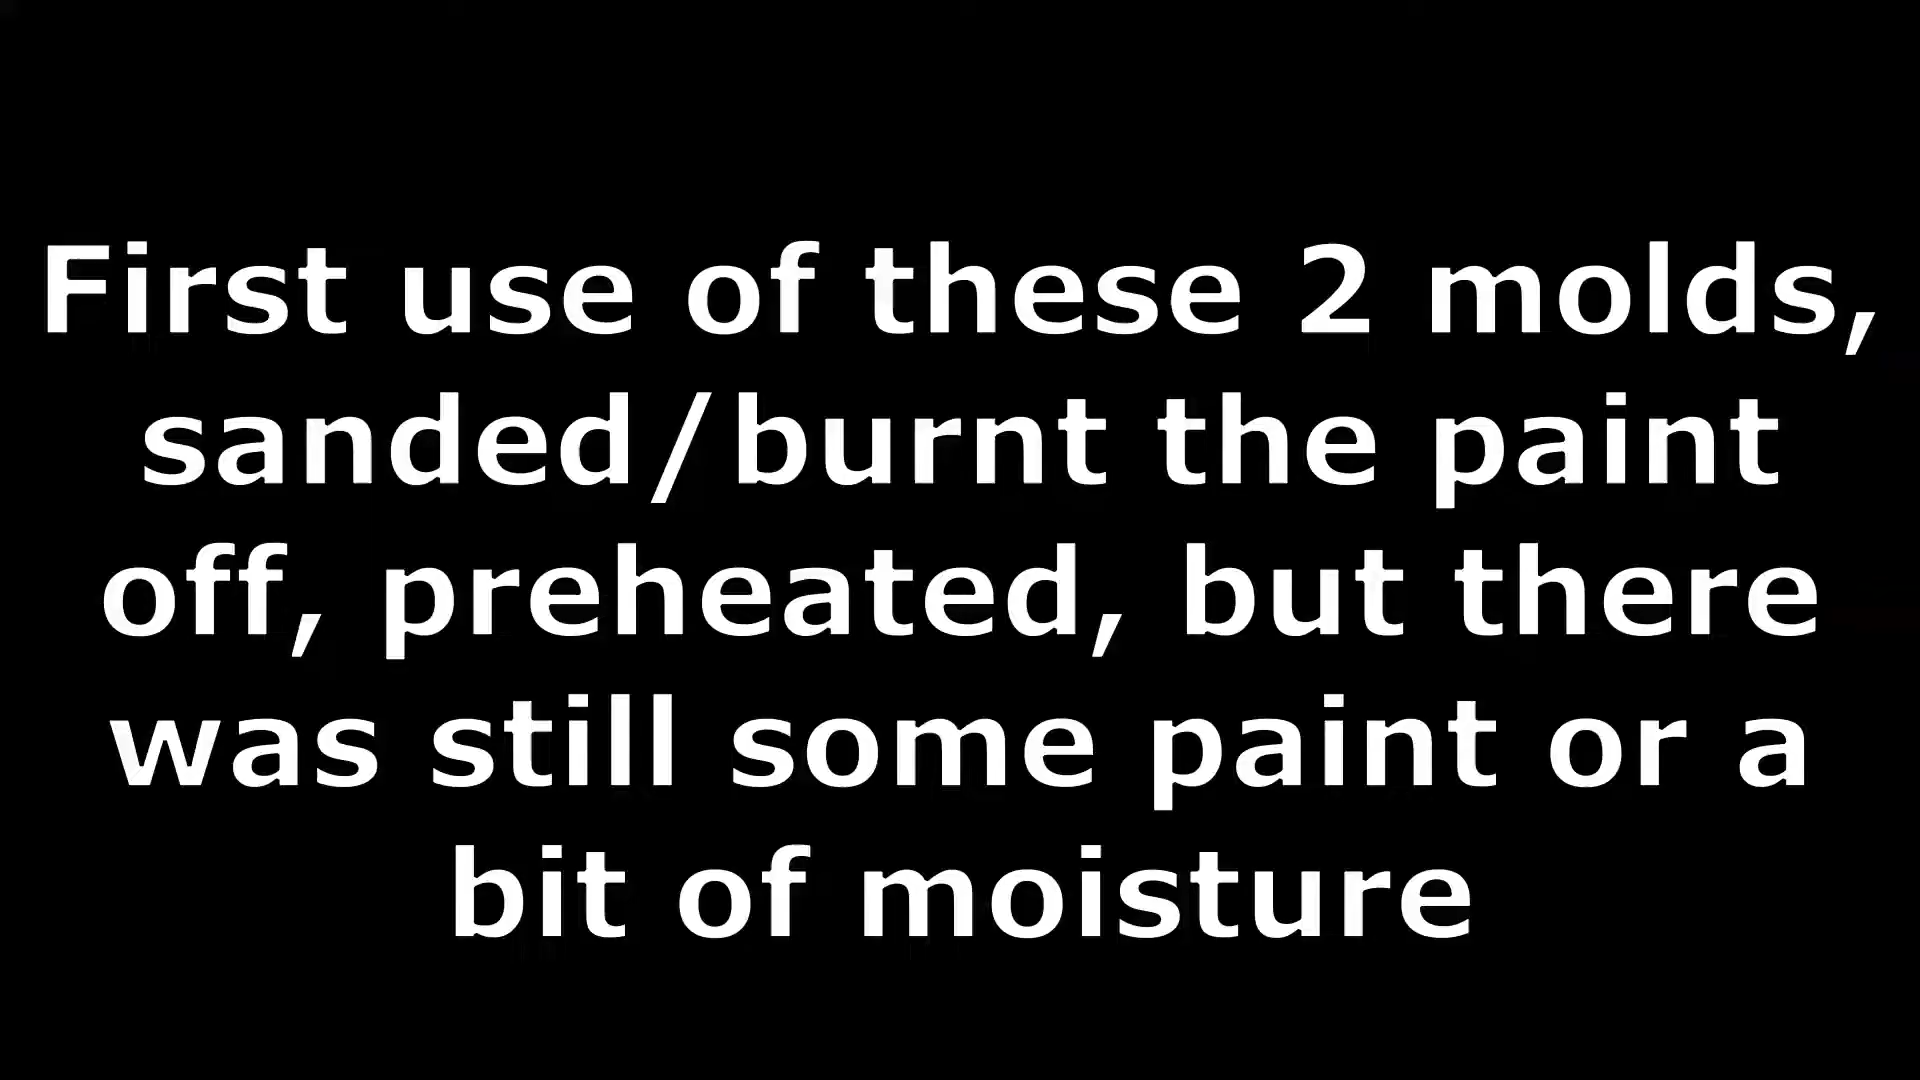 First use of these 2 molds,
sanded/burnt the paint
off, preheated, but there
was still some paint or a
bit of moisture